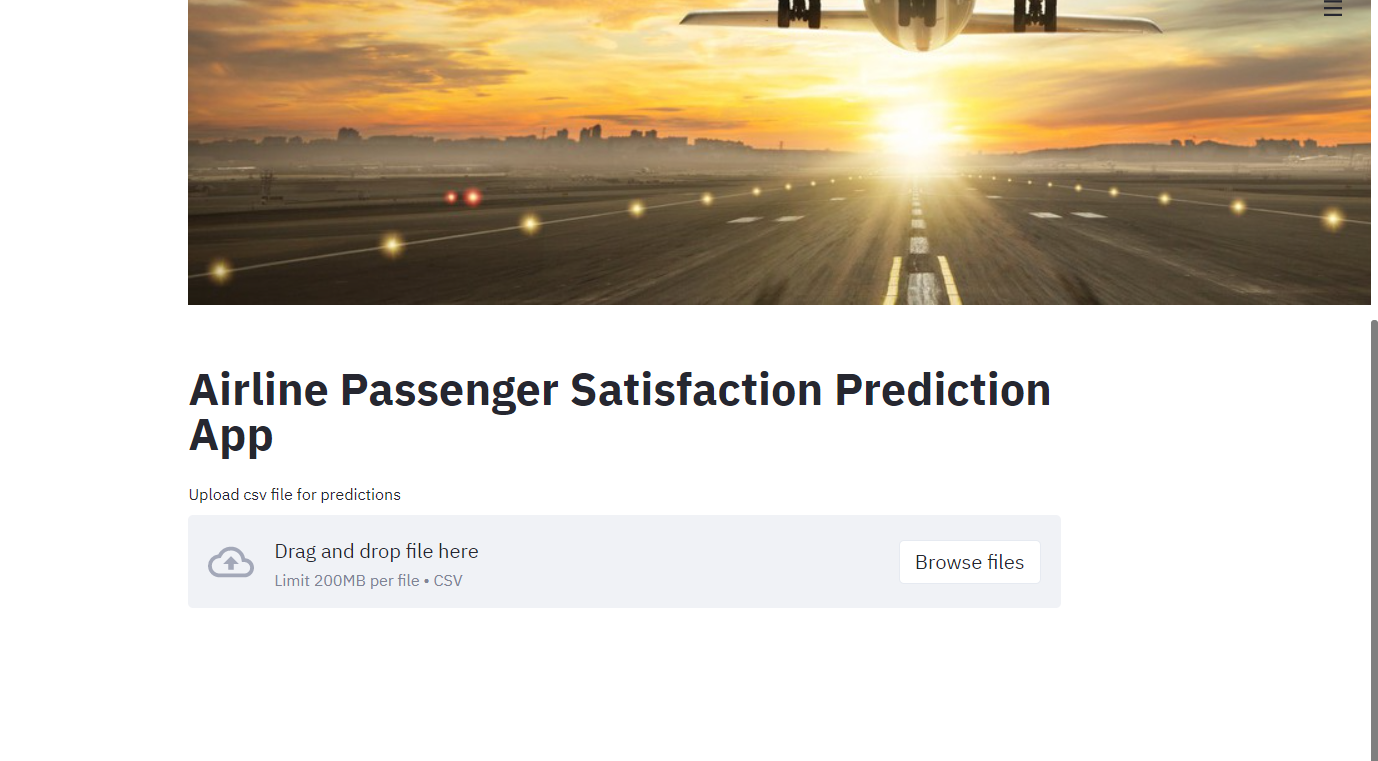 Airline Passenger Satisfaction Prediction
App
Upload csv file for predictions
Drag and drop file here
Limit 200MB per file • CSV
Browse files